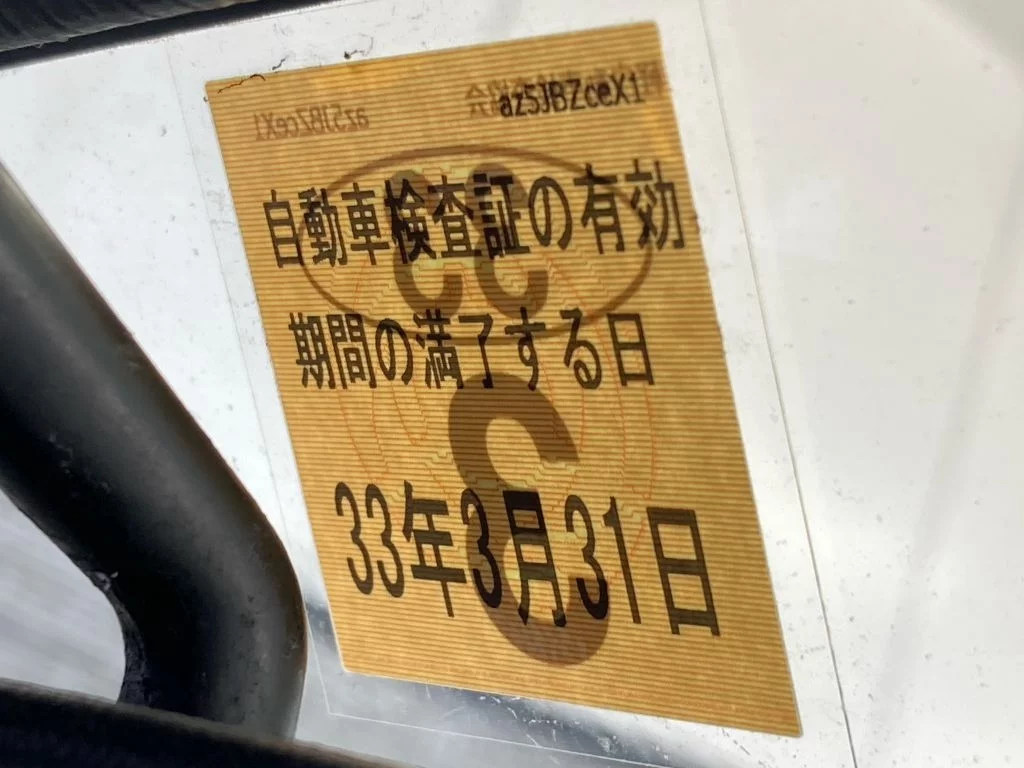 az5JBZceX1
自動車検査証の有効
期間の満了する日
33年3月31日